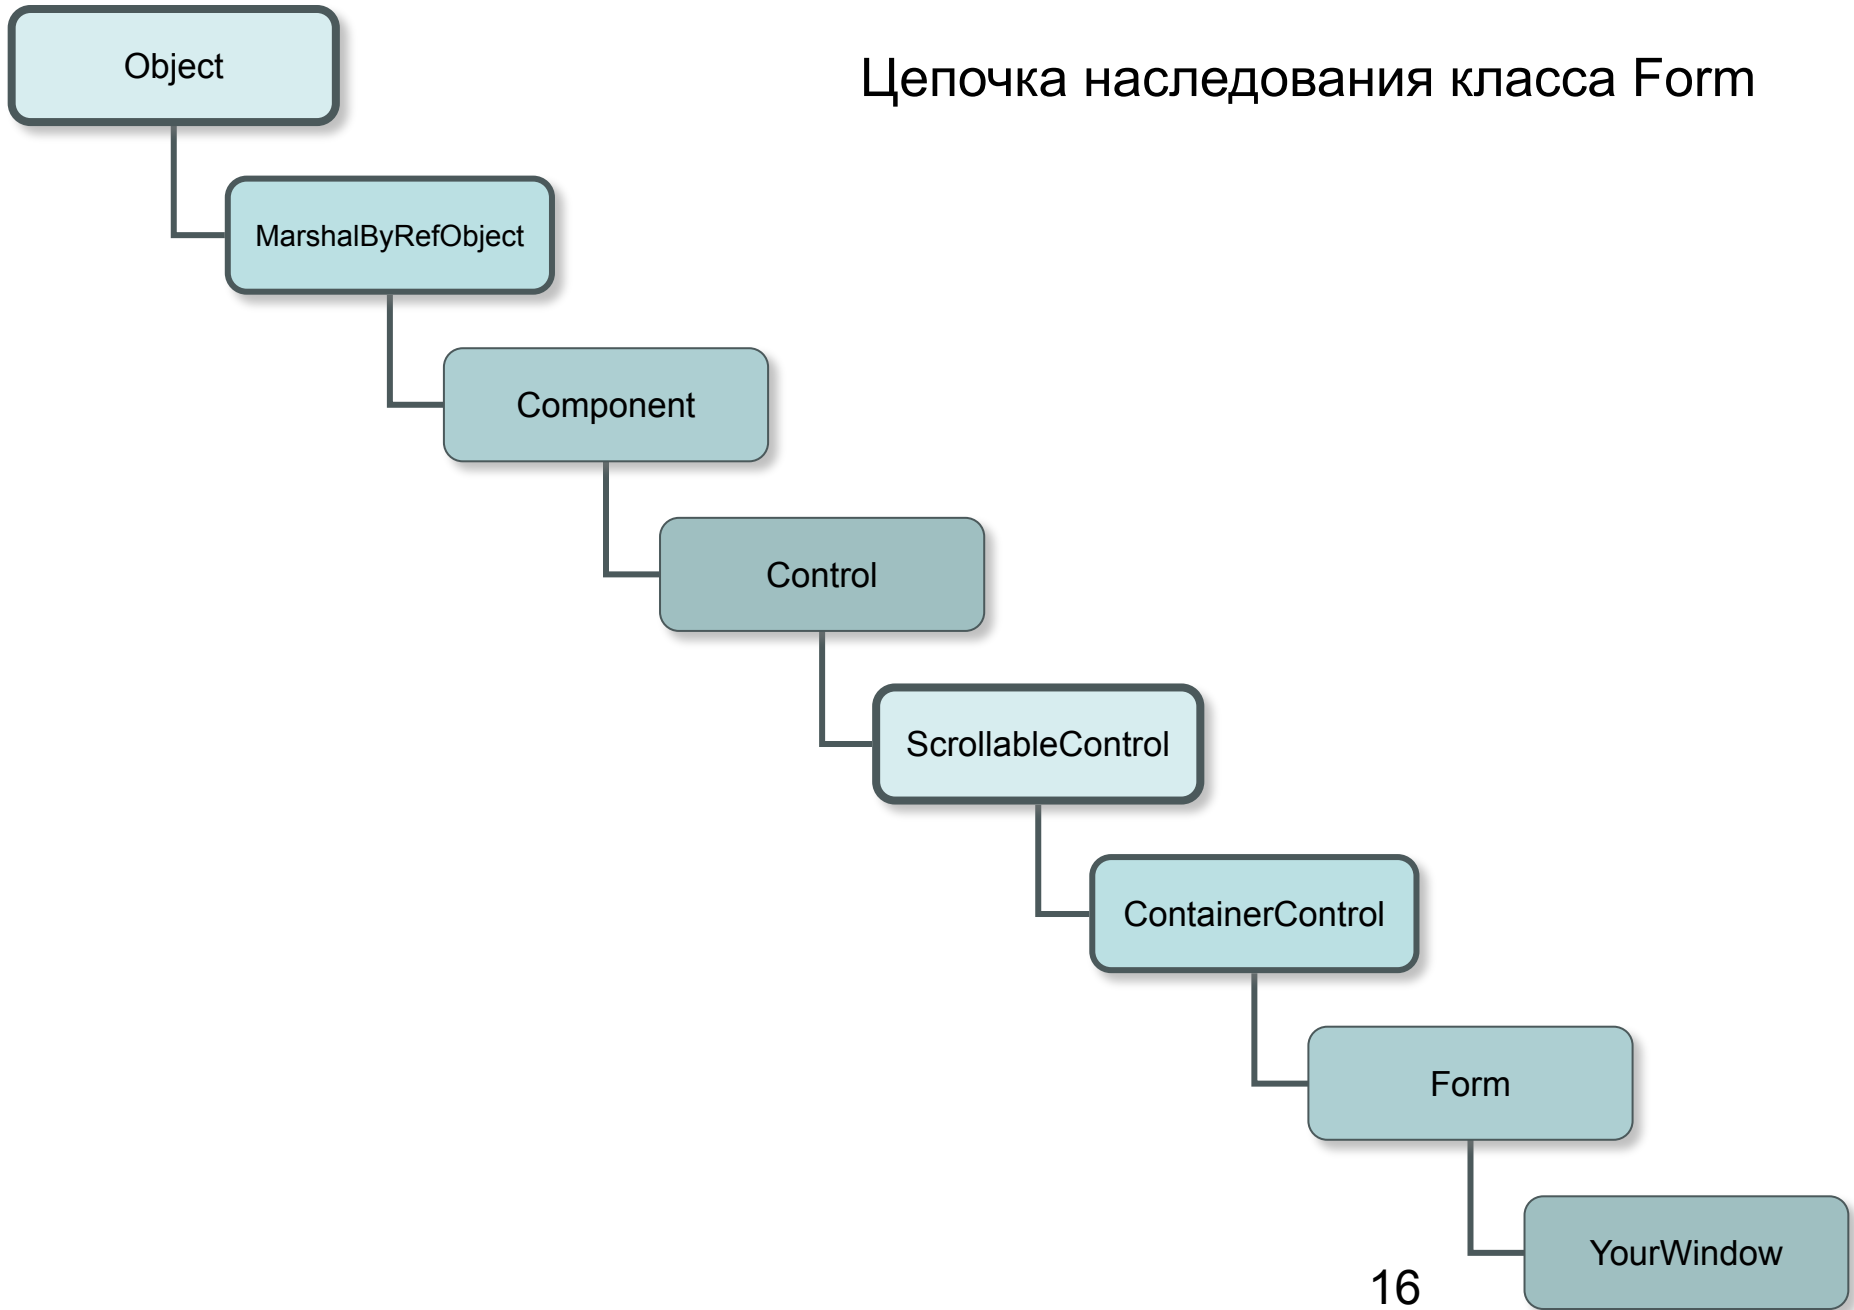 Object
Цепочка наследования класса Form
MarshalByRefObject
Component
Control
ScrollableControl
ContainerControl
Form
YourWindow
16